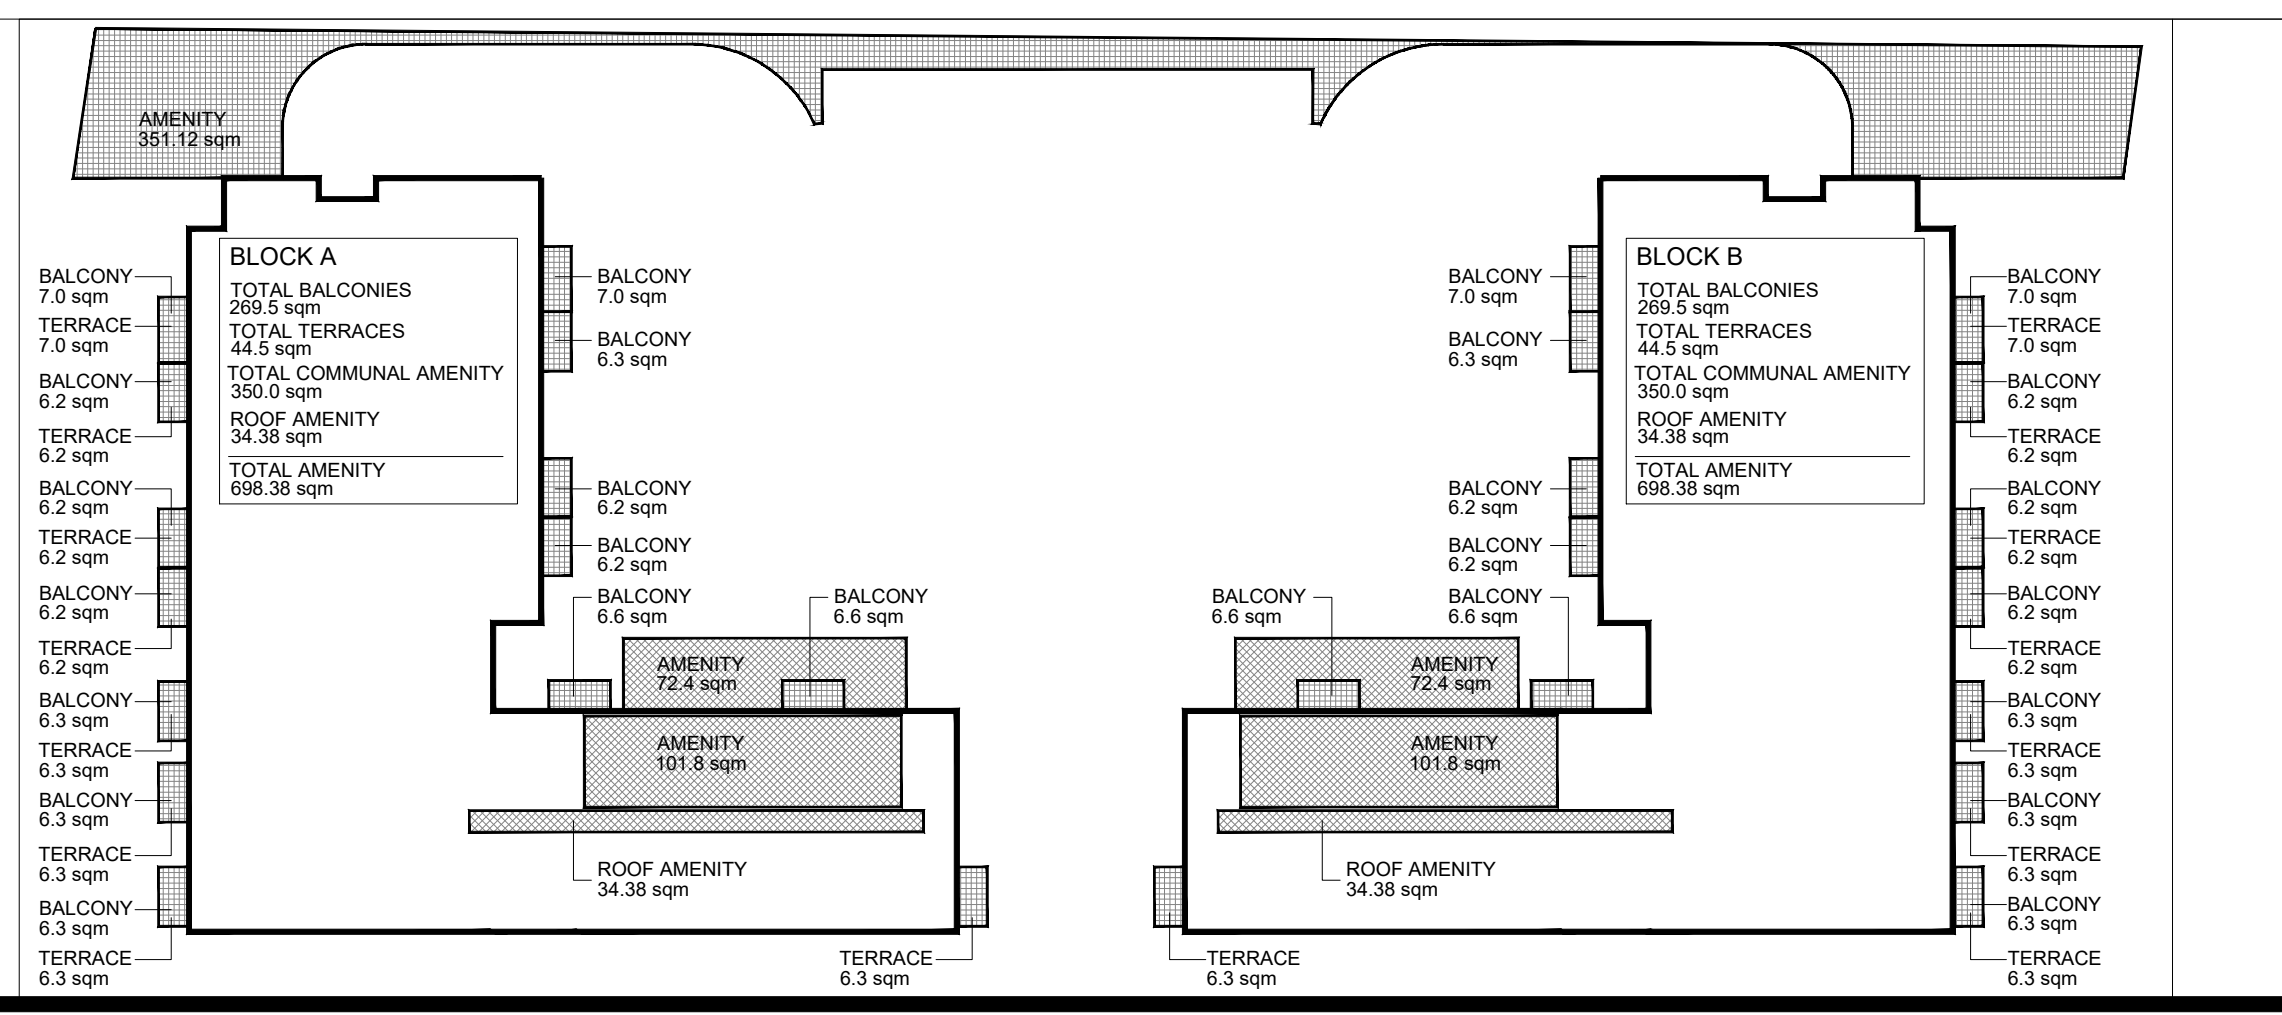 AMENITY
351.12 sqm
BLOCK A
TOTAL BALCONIES
269.5 sqm
TOTAL TERRACES
44.5 sqm
TOTAL COMMUNAL AMENITY
350.0 sqm
ROOF AMENITY
34.38 sqm
TOTAL AMENITY
698.38 sqm
BALCONY
7.0 sqm
TERRACE
7.0 sqm
BALCONY
6.2 sqm
TERRACE
6.2 sqm
BALCONY
6.2 sqm
TERRACE
6.2 sqm
BALCONY
6.2 sqm
TERRACE
6.2 sqm
BALCONY
6.3 sqm
TERRACE
6.3 sqm
BALCONY
6.3 sqm
TERRACE
6.3 sqm
BALCONY
6.3 sqm
TERRACE
6.3 sqm
BALCONY
7.0 sqm
BALCONY
6.3 sqm
BALCONY
6.2 sqm
BALCONY
6.2 sqm
BALCONY
6.6 sqm
BALCONY
6.6 sqm
AMENITY
72.4 sqm
AMENITY
101.8 sqm
ROOF AMENITY
34.38 sqm
TERRACE
6.3 sqm
BALCONY
7.0 sqm
BALCONY
6.3 sqm
BALCONY
6.2 sqm
BALCONY
6.2 sqm
BALCONY
6.6 sqm
BALCONY
6.6 sqm
AMENITY
72.4 sqm
AMENITY
101.8 sqm
ROOF AMENITY
34.38 sqm
TERRACE
6.3 sqm
BLOCK B
TOTAL BALCONIES
269.5 sqm
TOTAL TERRACES
44.5 sqm
TOTAL COMMUNAL AMENITY
350.0 sqm
ROOF AMENITY
34.38 sqm
TOTAL AMENITY
698.38 sqm
BALCONY
7.0 sqm
TERRACE
7.0 sqm
BALCONY
6.2 sqm
TERRACE
6.2 sqm
BALCONY
6.2 sqm
TERRACE
6.2 sqm
BALCONY
6.2 sqm
TERRACE
6.2 sqm
BALCONY
6.3 sqm
TERRACE
6.3 sqm
BALCONY
6.3 sqm
TERRACE
6.3 sqm
BALCONY
6.3 sqm
TERRACE
6.3 sqm